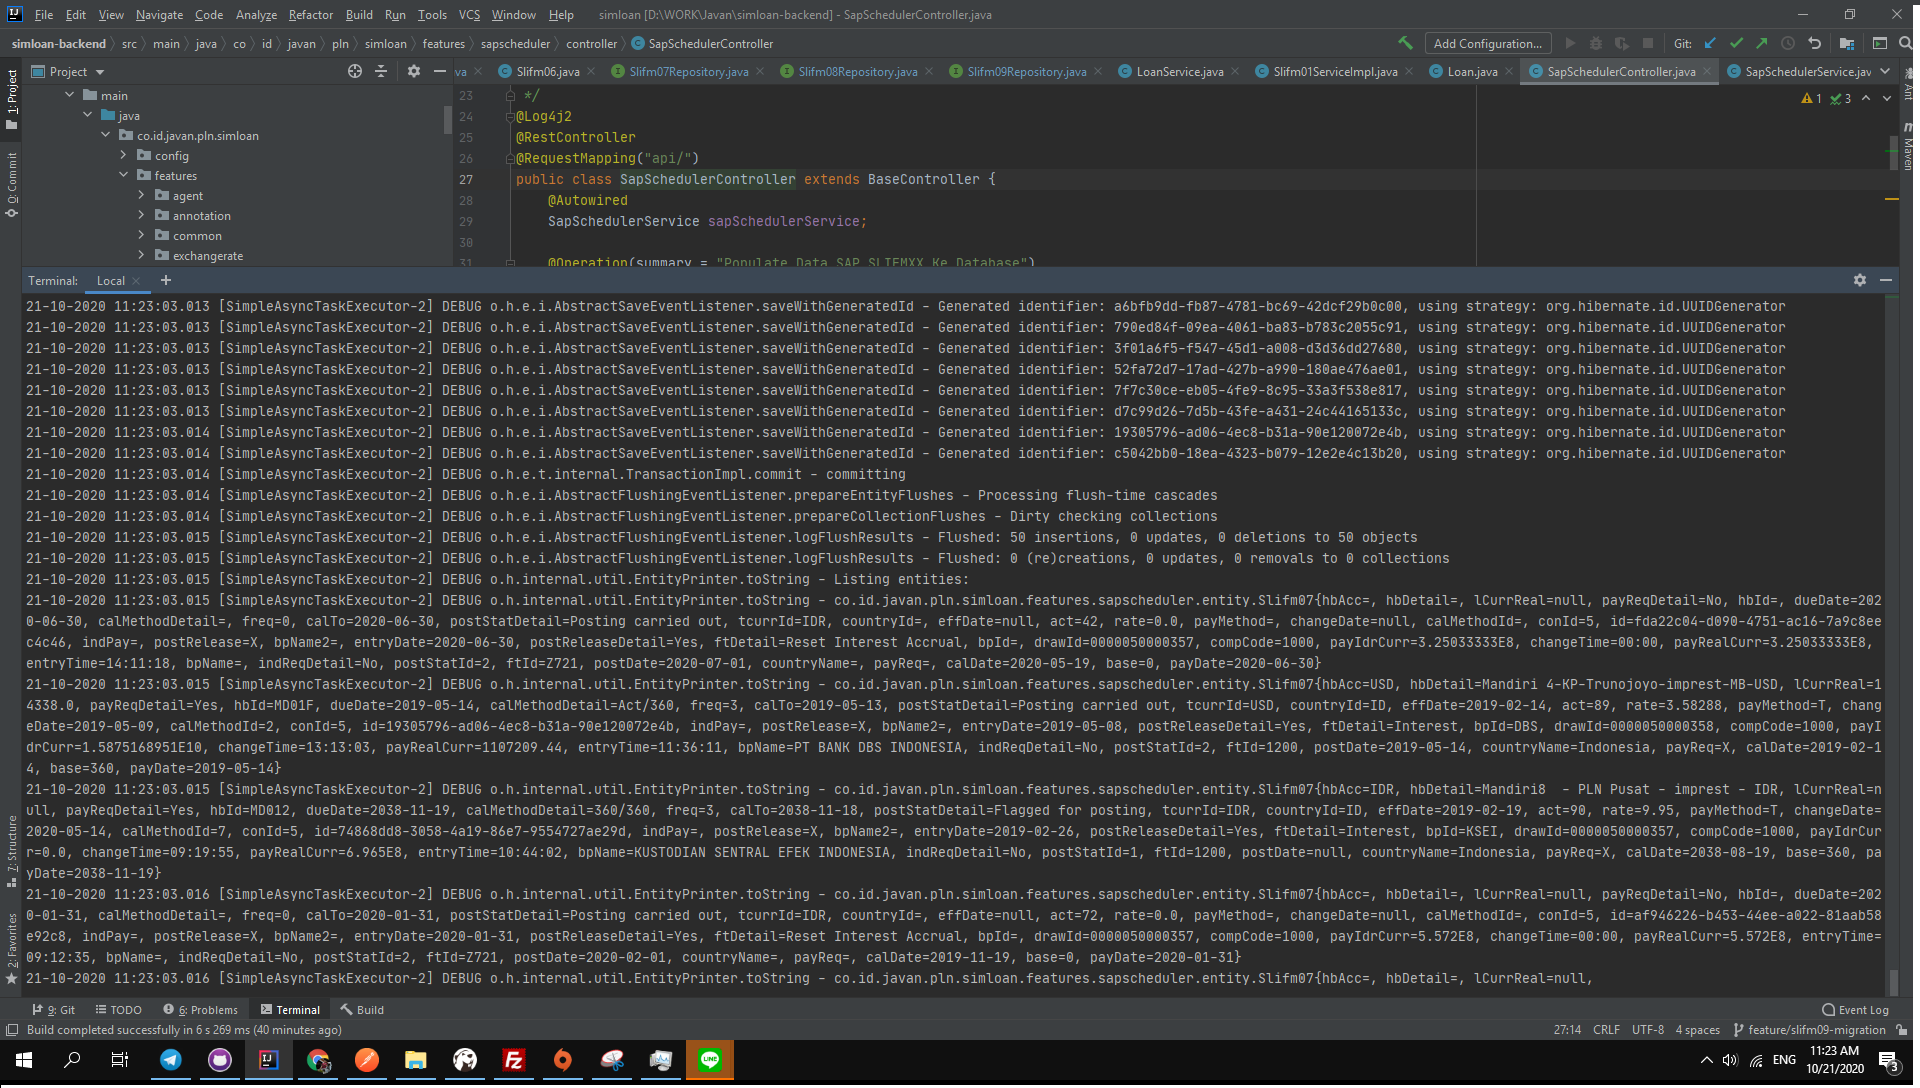 File Edit View Navigate Code Analyze Refactor Build Run Tools VCS Window Help simloan [D:\WORK\Javan\simloan-backend] - SapSchedulerController.java
simloan-backend src main java co id javan pln simloan features sapscheduler controller SapSchedulerController Add Configuration... Git:
Project va Slifm06.java Slifm07Repository.java Slifm08Repository.java Slifm09Repository.java LoanService.java Slifm01ServiceImpl.java Loan.java SapSchedulerController.java SapSchedulerService.jav
main
java
co.id.javan.pln.simloan
config
features
agent
annotation
common
exchangerate
1: Project
0: Commit
7: Structure
2: Favorites
Ant
Maven
1 3
23 */
24 @Log4j2
25 @RestController
26 @RequestMapping("api/")
27 public class SapSchedulerController extends BaseController {
28 @Autowired
29 SapSchedulerService sapSchedulerService;
30
31 @Operation(summary = "Populate Data SAP SLIFMXX Ke Database")
Terminal: Local +
21-10-2020 11:23:03.013 [SimpleAsyncTaskExecutor-2] DEBUG o.h.e.i.AbstractSaveEventListener.saveWithGeneratedId - Generated identifier: a6bfb9dd-fb87-4781-bc69-42dcf29b0c00, using strategy: org.hibernate.id.UUIDGenerator
21-10-2020 11:23:03.013 [SimpleAsyncTaskExecutor-2] DEBUG o.h.e.i.AbstractSaveEventListener.saveWithGeneratedId - Generated identifier: 790ed84f-09ea-4061-ba83-b783c2055c91, using strategy: org.hibernate.id.UUIDGenerator
21-10-2020 11:23:03.013 [SimpleAsyncTaskExecutor-2] DEBUG o.h.e.i.AbstractSaveEventListener.saveWithGeneratedId - Generated identifier: 3f01a6f5-f547-45d1-a008-d3d36dd27680, using strategy: org.hibernate.id.UUIDGenerator
21-10-2020 11:23:03.013 [SimpleAsyncTaskExecutor-2] DEBUG o.h.e.i.AbstractSaveEventListener.saveWithGeneratedId - Generated identifier: 52fa72d7-17ad-427b-a990-180ae476ae01, using strategy: org.hibernate.id.UUIDGenerator
21-10-2020 11:23:03.013 [SimpleAsyncTaskExecutor-2] DEBUG o.h.e.i.AbstractSaveEventListener.saveWithGeneratedId - Generated identifier: 7f7c30ce-eb05-4fe9-8c95-33a3f538e817, using strategy: org.hibernate.id.UUIDGenerator
21-10-2020 11:23:03.013 [SimpleAsyncTaskExecutor-2] DEBUG o.h.e.i.AbstractSaveEventListener.saveWithGeneratedId - Generated identifier: d7c99d26-7d5b-43fe-a431-24c44165133c, using strategy: org.hibernate.id.UUIDGenerator
21-10-2020 11:23:03.014 [SimpleAsyncTaskExecutor-2] DEBUG o.h.e.i.AbstractSaveEventListener.saveWithGeneratedId - Generated identifier: 19305796-ad06-4ec8-b31a-90e120072e4b, using strategy: org.hibernate.id.UUIDGenerator
21-10-2020 11:23:03.014 [SimpleAsyncTaskExecutor-2] DEBUG o.h.e.i.AbstractSaveEventListener.saveWithGeneratedId - Generated identifier: c5042bb0-18ea-4323-b079-12e2e4c13b20, using strategy: org.hibernate.id.UUIDGenerator
21-10-2020 11:23:03.014 [SimpleAsyncTaskExecutor-2] DEBUG o.h.e.t.internal.TransactionImpl.commit - committing
21-10-2020 11:23:03.014 [SimpleAsyncTaskExecutor-2] DEBUG o.h.e.i.AbstractFlushingEventListener.prepareEntityFlushes - Processing flush-time cascades
21-10-2020 11:23:03.014 [SimpleAsyncTaskExecutor-2] DEBUG o.h.e.i.AbstractFlushingEventListener.prepareCollectionFlushes - Dirty checking collections
21-10-2020 11:23:03.015 [SimpleAsyncTaskExecutor-2] DEBUG o.h.e.i.AbstractFlushingEventListener.logFlushResults - Flushed: 50 insertions, 0 updates, 0 deletions to 50 objects
21-10-2020 11:23:03.015 [SimpleAsyncTaskExecutor-2] DEBUG o.h.e.i.AbstractFlushingEventListener.logFlushResults - Flushed: 0 (re)creations, 0 updates, 0 removals to 0 collections
21-10-2020 11:23:03.015 [SimpleAsyncTaskExecutor-2] DEBUG o.h.internal.util.EntityPrinter.toString - Listing entities:
21-10-2020 11:23:03.015 [SimpleAsyncTaskExecutor-2] DEBUG o.h.internal.util.EntityPrinter.toString - co.id.javan.pln.simloan.features.sapscheduler.entity.Slifm07{hbAcc=, hbDetail=, lCurrReal=null, payReqDetail=No, hbId=, dueDate=202
0-06-30, calMethodDetail=, freq=0, calTo=2020-06-30, postStatDetail=Posting carried out, tcurrId=IDR, countryId=, effDate=null, act=42, rate=0.0, payMethod=, changeDate=null, calMethodId=, conId=5, id=fda22c04-d090-4751-ac16-7a9c8ee
c4c46, indPay=, postRelease=X, bpName2=, entryDate=2020-06-30, postReleaseDetail=Yes, ftDetail=Reset Interest Accrual, bpId=, drawId=0000050000357, compCode=1000, payIdrCurr=3.25033333E8, changeTime=00:00, payRealCurr=3.25033333E8,
entryTime=14:11:18, bpName=, indReqDetail=No, postStatId=2, ftId=Z721, postDate=2020-07-01, countryName=, payReq=, calDate=2020-05-19, base=0, payDate=2020-06-30}
21-10-2020 11:23:03.015 [SimpleAsyncTaskExecutor-2] DEBUG o.h.internal.util.EntityPrinter.toString - co.id.javan.pln.simloan.features.sapscheduler.entity.Slifm07{hbAcc=USD, hbDetail=Mandiri 4-KP-Trunojoyo-imprest-MB-USD, lCurrReal=1
4338.0, payReqDetail=Yes, hbId=MD01F, dueDate=2019-05-14, calMethodDetail=Act/360, freq=3, calTo=2019-05-13, postStatDetail=Posting carried out, tcurrId=USD, countryId=ID, effDate=2019-02-14, act=89, rate=3.58288, payMethod=T, chang
eDate=2019-05-09, calMethodId=2, conId=5, id=19305796-ad06-4ec8-b31a-90e120072e4b, indPay=, postRelease=X, bpName2=, entryDate=2019-05-08, postReleaseDetail=Yes, ftDetail=Interest, bpId=DBS, drawId=0000050000358, compCode=1000, payI
drCurr=1.5875168951E10, changeTime=13:13:03, payRealCurr=1107209.44, entryTime=11:36:11, bpName=PT BANK DBS INDONESIA, indReqDetail=No, postStatId=2, ftId=1200, postDate=2019-05-14, countryName=Indonesia, payReq=X, calDate=2019-02-1
4, base=360, payDate=2019-05-14}
21-10-2020 11:23:03.015 [SimpleAsyncTaskExecutor-2] DEBUG o.h.internal.util.EntityPrinter.toString - co.id.javan.pln.simloan.features.sapscheduler.entity.Slifm07{hbAcc=IDR, hbDetail=Mandiri8  - PLN Pusat - imprest - IDR, lCurrReal=n
ull, payReqDetail=Yes, hbId=MD012, dueDate=2038-11-19, calMethodDetail=360/360, freq=3, calTo=2038-11-18, postStatDetail=Flagged for posting, tcurrId=IDR, countryId=ID, effDate=2019-02-19, act=90, rate=9.95, payMethod=T, changeDate=
2020-05-14, calMethodId=7, conId=5, id=74868dd8-3058-4a19-86e7-9554727ae29d, indPay=, postRelease=X, bpName2=, entryDate=2019-02-26, postReleaseDetail=Yes, ftDetail=Interest, bpId=KSEI, drawId=0000050000357, compCode=1000, payIdrCur
r=0.0, changeTime=09:19:55, payRealCurr=6.965E8, entryTime=10:44:02, bpName=KUSTODIAN SENTRAL EFEK INDONESIA, indReqDetail=No, postStatId=1, ftId=1200, postDate=null, countryName=Indonesia, payReq=X, calDate=2038-08-19, base=360, pa
yDate=2038-11-19}
21-10-2020 11:23:03.016 [SimpleAsyncTaskExecutor-2] DEBUG o.h.internal.util.EntityPrinter.toString - co.id.javan.pln.simloan.features.sapscheduler.entity.Slifm07{hbAcc=, hbDetail=, lCurrReal=null, payReqDetail=No, hbId=, dueDate=202
0-01-31, calMethodDetail=, freq=0, calTo=2020-01-31, postStatDetail=Posting carried out, tcurrId=IDR, countryId=, effDate=null, act=72, rate=0.0, payMethod=, changeDate=null, calMethodId=, conId=5, id=af946226-b453-44ee-a022-81aab58
e92c8, indPay=, postRelease=X, bpName2=, entryDate=2020-01-31, postReleaseDetail=Yes, ftDetail=Reset Interest Accrual, bpId=, drawId=0000050000357, compCode=1000, payIdrCurr=5.572E8, changeTime=00:00, payRealCurr=5.572E8, entryTime=
09:12:35, bpName=, indReqDetail=No, postStatId=2, ftId=Z721, postDate=2020-02-01, countryName=, payReq=, calDate=2019-11-19, base=0, payDate=2020-01-31}
21-10-2020 11:23:03.016 [SimpleAsyncTaskExecutor-2] DEBUG o.h.internal.util.EntityPrinter.toString - co.id.javan.pln.simloan.features.sapscheduler.entity.Slifm07{hbAcc=, hbDetail=, lCurrReal=null,
9: Git TODO 6: Problems Terminal Build Event Log
Build completed successfully in 6 s 269 ms (40 minutes ago) 27:14 CRLF UTF-8 4 spaces feature/slifm09-migration
ENG 11:23 AM
10/21/2020 3